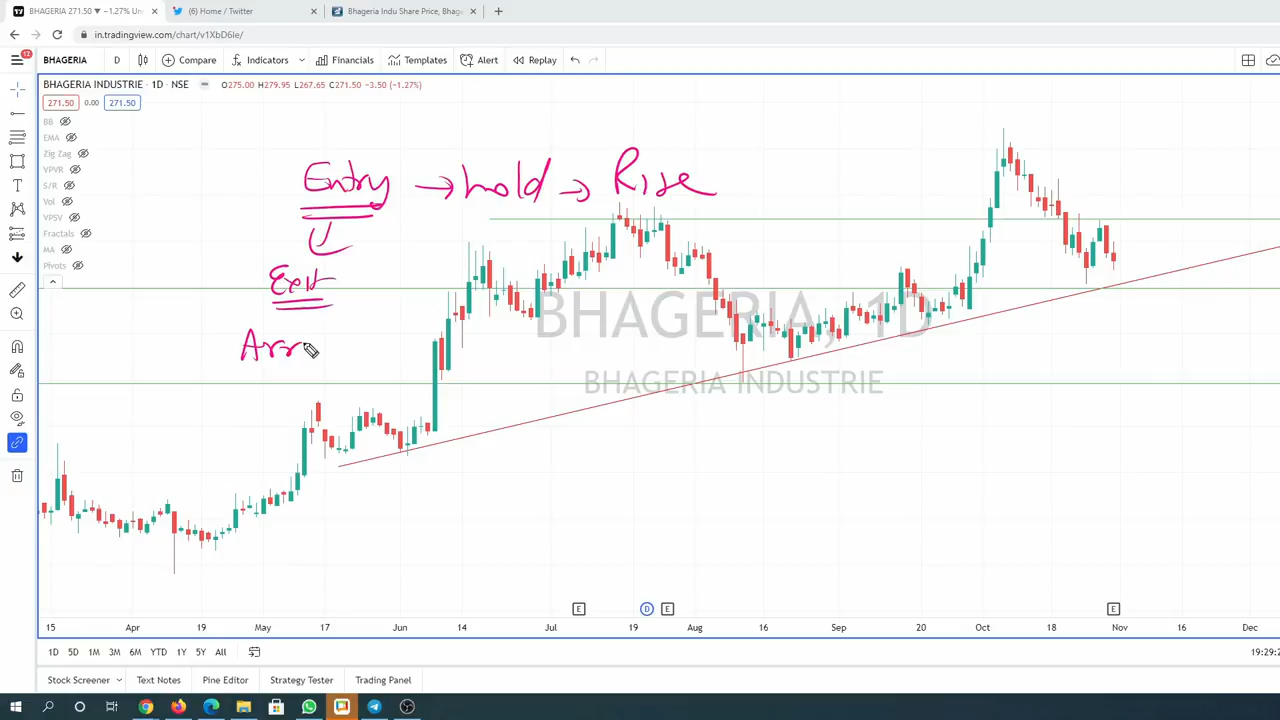 BHAGERIA 271.50 ▼ −1.27% Un
(6) Home / Twitter
Bhageria Indu Share Price, Bhage
in.tradingview.com/chart/v1XbD6Ie/
12
BHAGERIA D Compare Indicators Financials Templates Alert Replay
BHAGERIA INDUSTRIE · 1D · NSE O275.00 H279.95 L267.65 C271.50 −3.50 (−1.27%)
271.50 0.00 271.50
BB
EMA
Zig Zag
VPVR
S/R
Vol
VPSV
Fractals
MA
Pivots
Entry → hold → Rise
Exit
Arr
BHAGERIA, 1D
BHAGERIA INDUSTRIE
E D E E
15 Apr 19 May 17 Jun 14 Jul 19 Aug 16 Sep 20 Oct 18 Nov 16 Dec
1D 5D 1M 3M 6M YTD 1Y 5Y All 19:29:2
Stock Screener Text Notes Pine Editor Strategy Tester Trading Panel